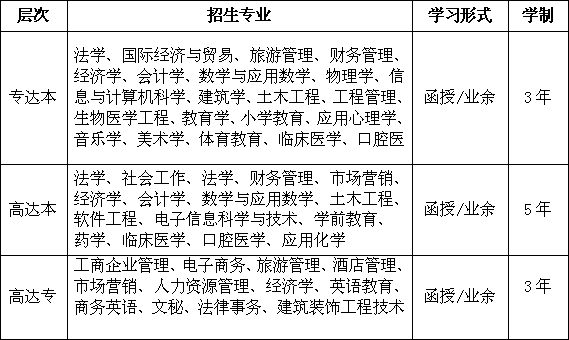 层次 招生专业 学习形式 学制
法学、国际经济与贸易、旅游管理、财务管理、
经济学、会计学、数学与应用数学、物理学、信
专达本 息与计算机科学、建筑学、土木工程、工程管理、 函授/业余 3年
生物医学工程、教育学、小学教育、应用心理学、
音乐学、美术学、体育教育、临床医学、口腔医
法学、社会工作、法学、财务管理、市场营销、
高达本 经济学、会计学、数学与应用数学、土木工程、 函授/业余 5年
软件工程、电子信息科学与技术、学前教育、
药学、临床医学、口腔医学、应用化学
工商企业管理、电子商务、旅游管理、酒店管理、
高达专 市场营销、人力资源管理、经济学、英语教育、 函授/业余 3年
商务英语、文秘、法律事务、建筑装饰工程技术